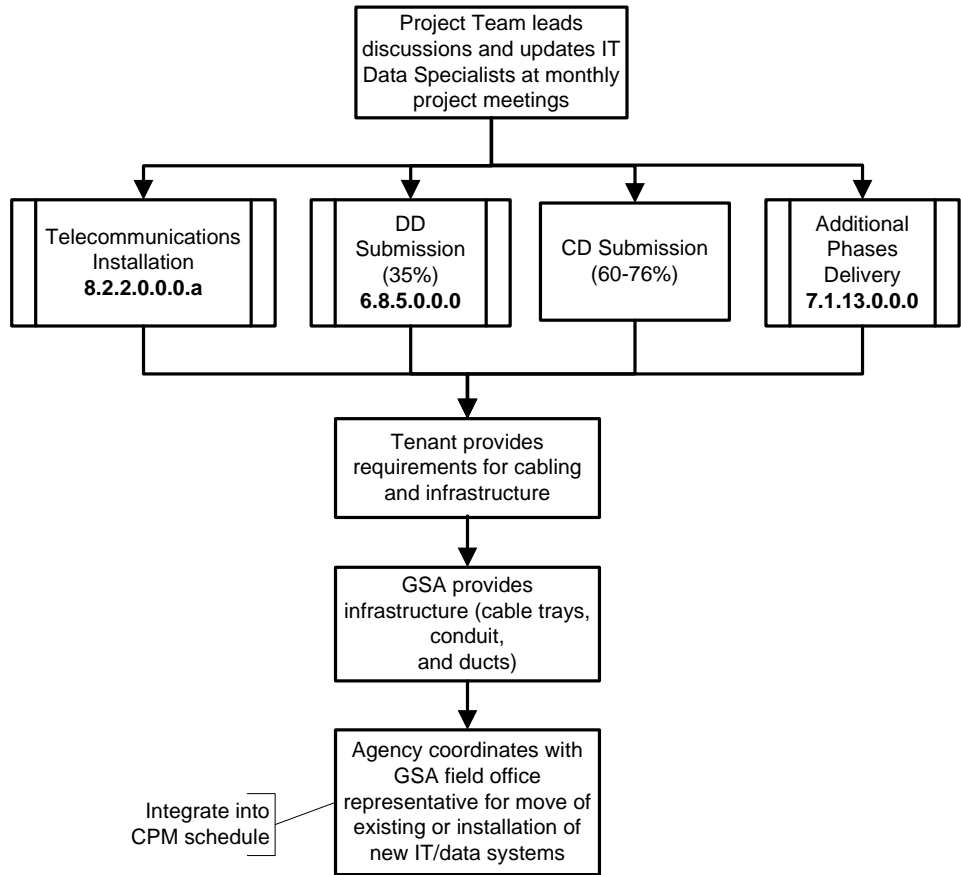 Project Team leads
discussions and updates IT
Data Specialists at monthly
project meetings
Telecommunications
Installation
8.2.2.0.0.0.a
DD
Submission
(35%)
6.8.5.0.0.0
CD Submission
(60-76%)
Additional
Phases
Delivery
7.1.13.0.0.0
Tenant provides
requirements for cabling
and infrastructure
GSA provides
infrastructure (cable trays,
conduit,
and ducts)
Agency coordinates with
GSA field office
representative for move of
existing or installation of
new IT/data systems
Integrate into
CPM schedule